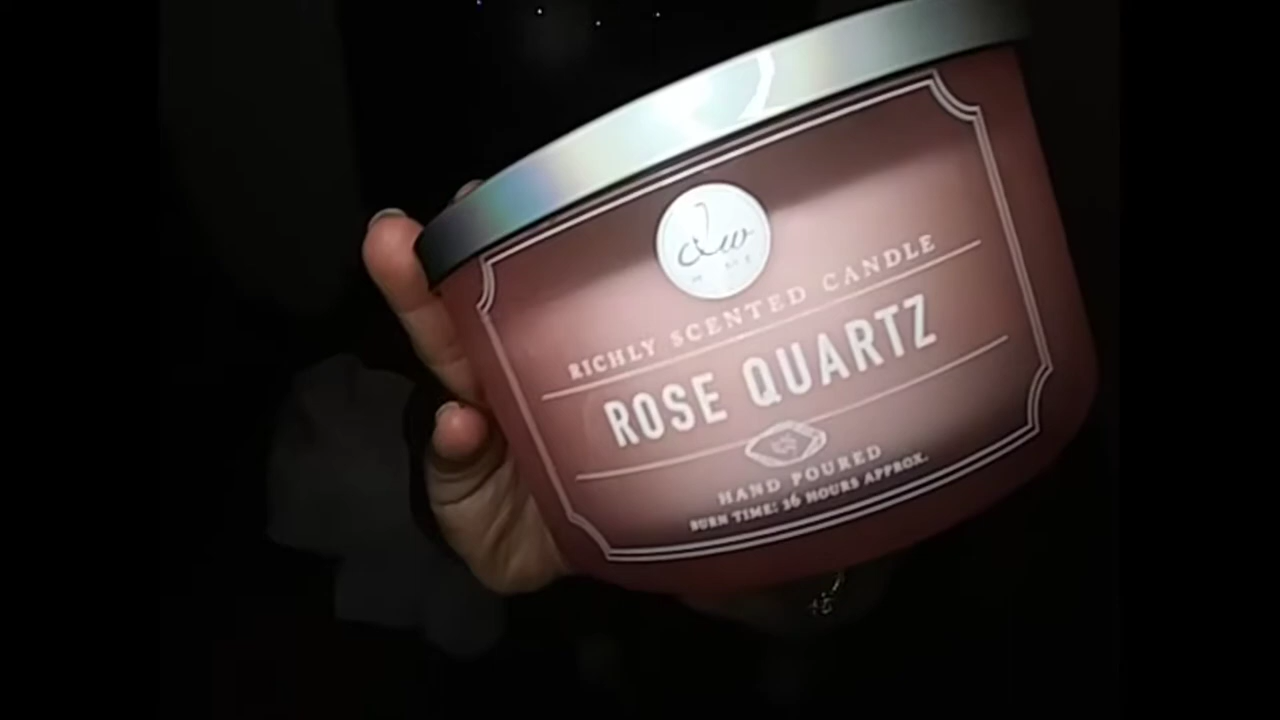 dw
RICHLY SCENTED CANDLE
ROSE QUARTZ
HAND POURED
BURN TIME: 36 HOURS APPROX.